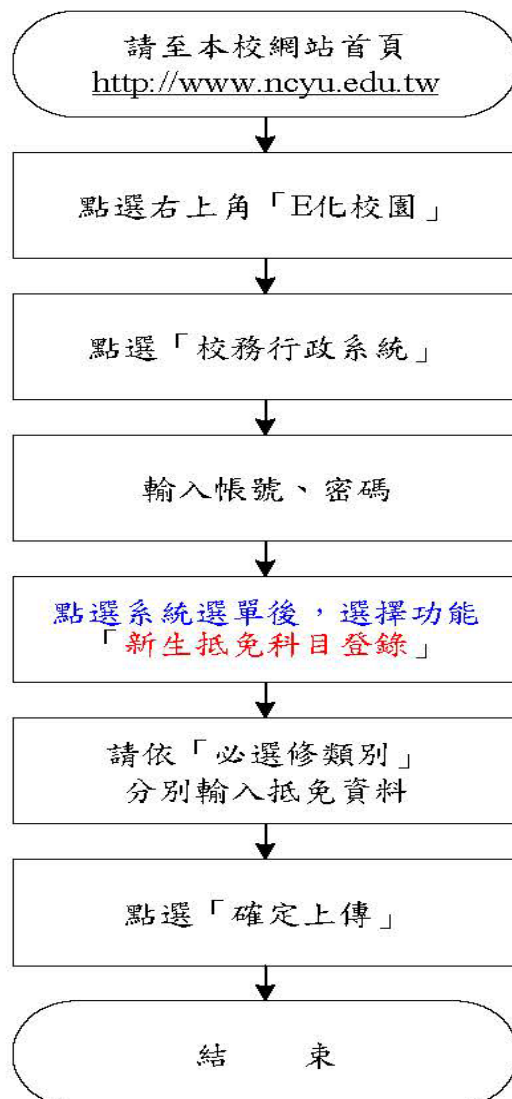 請至本校網站首頁
http://www.ncyu.edu.tw
點選右上角「E化校園」
點選「校務行政系統」
輸入帳號、密碼
點選系統選單後，選擇功能
「新生抵免科目登錄」
請依「必選修類別」
分別輸入抵免資料
點選「確定上傳」
結　　束